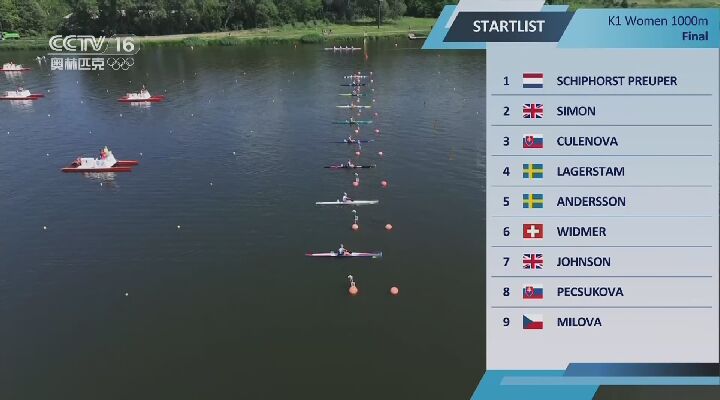 CCTV 16
奥林匹克
STARTLIST
K1 Women 1000m
Final
1 SCHIPHORST PREUPER
2 SIMON
3 CULENOVA
4 LAGERSTAM
5 ANDERSSON
6 WIDMER
7 JOHNSON
8 PECSUKOVA
9 MILOVA